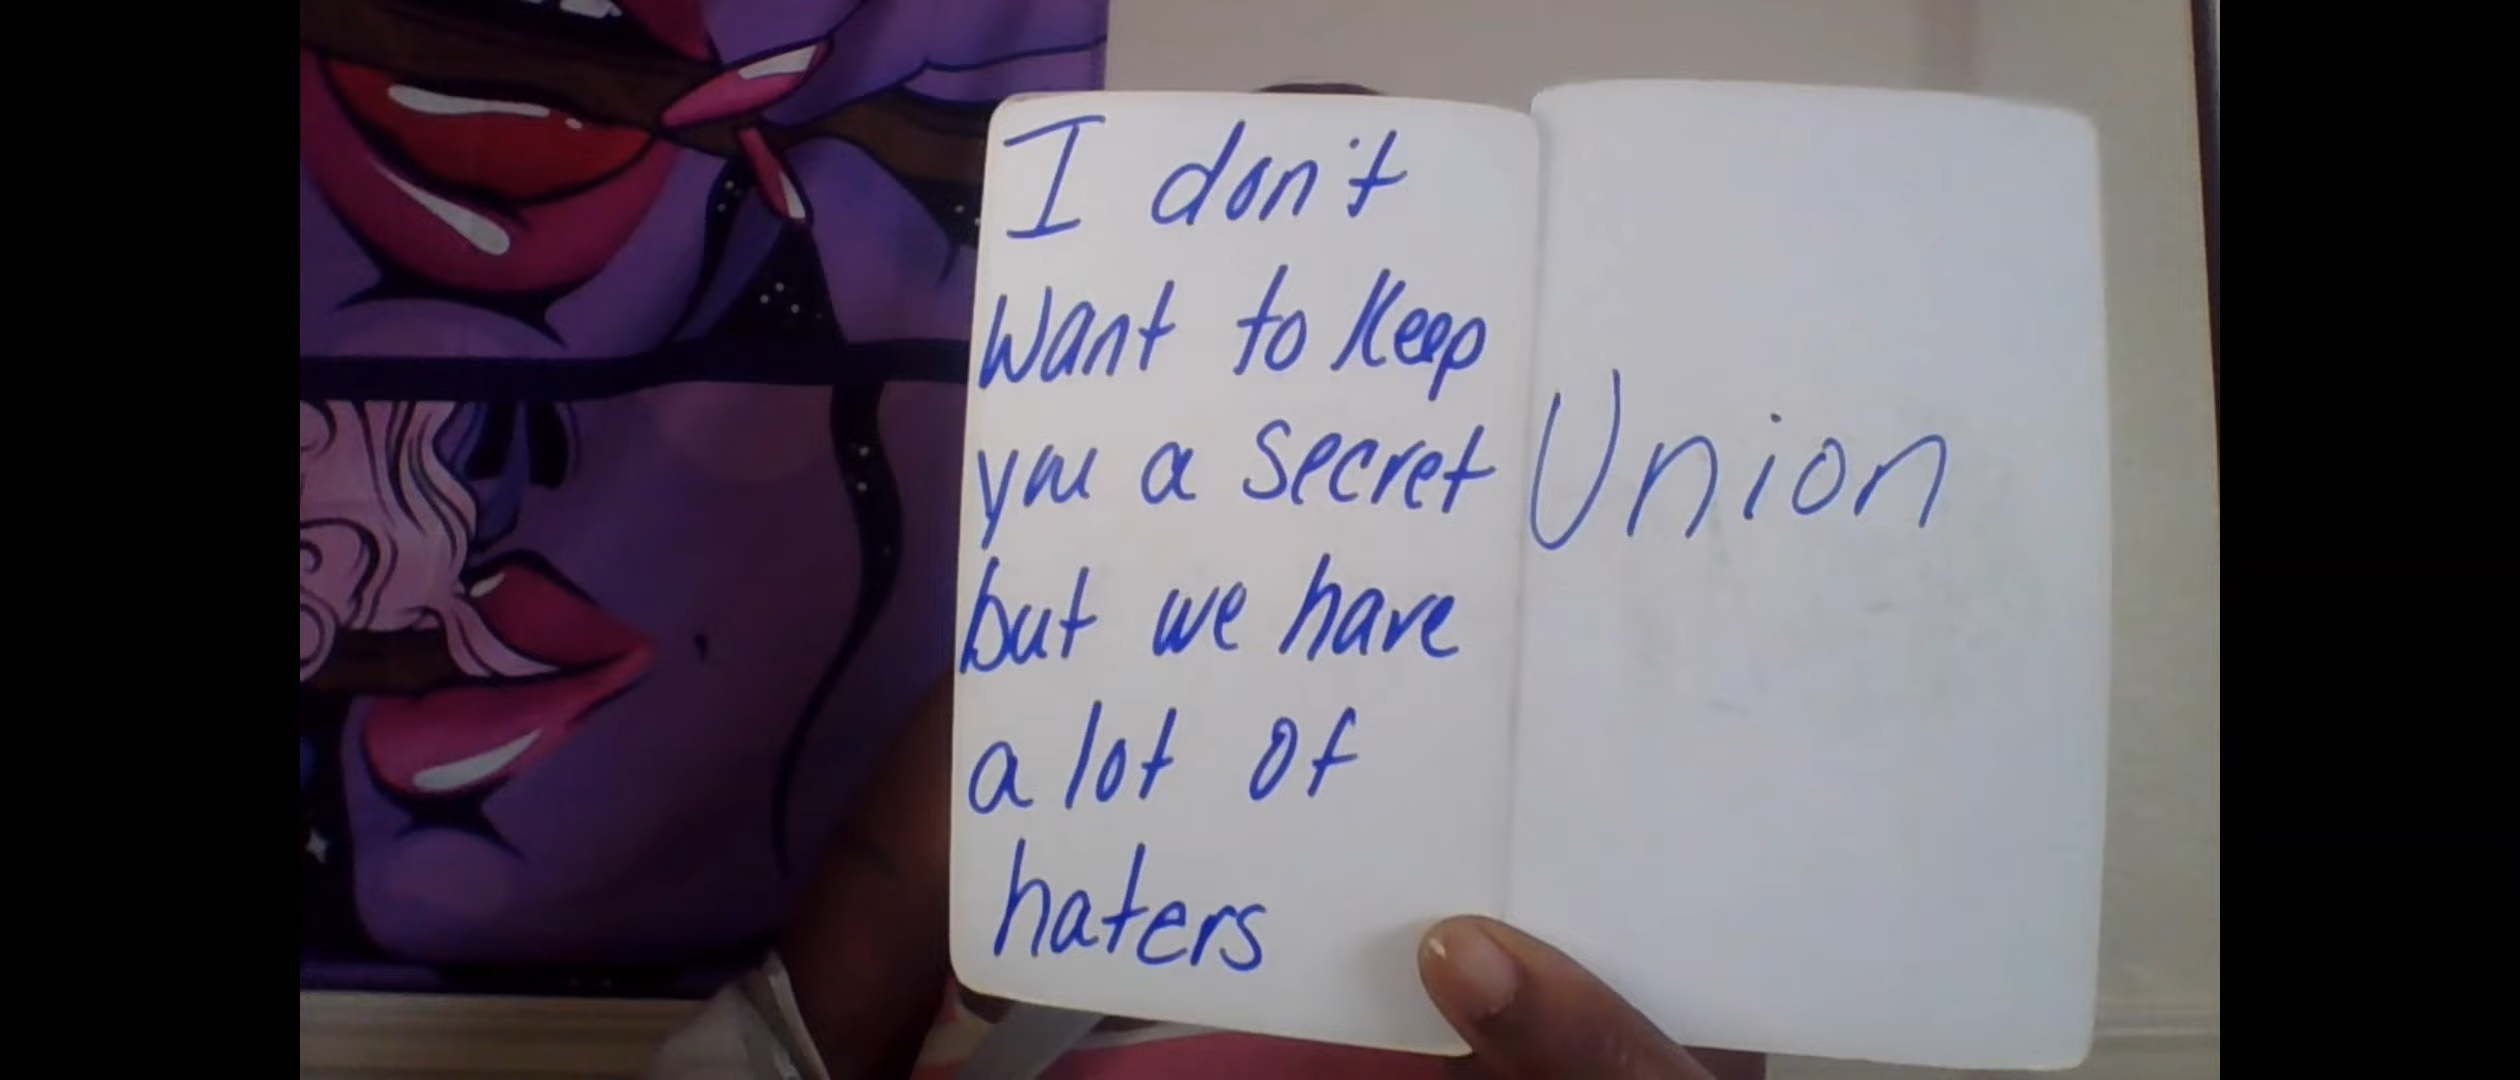 I don't
want to keep
you a secret
but we have
a lot of
haters
Union